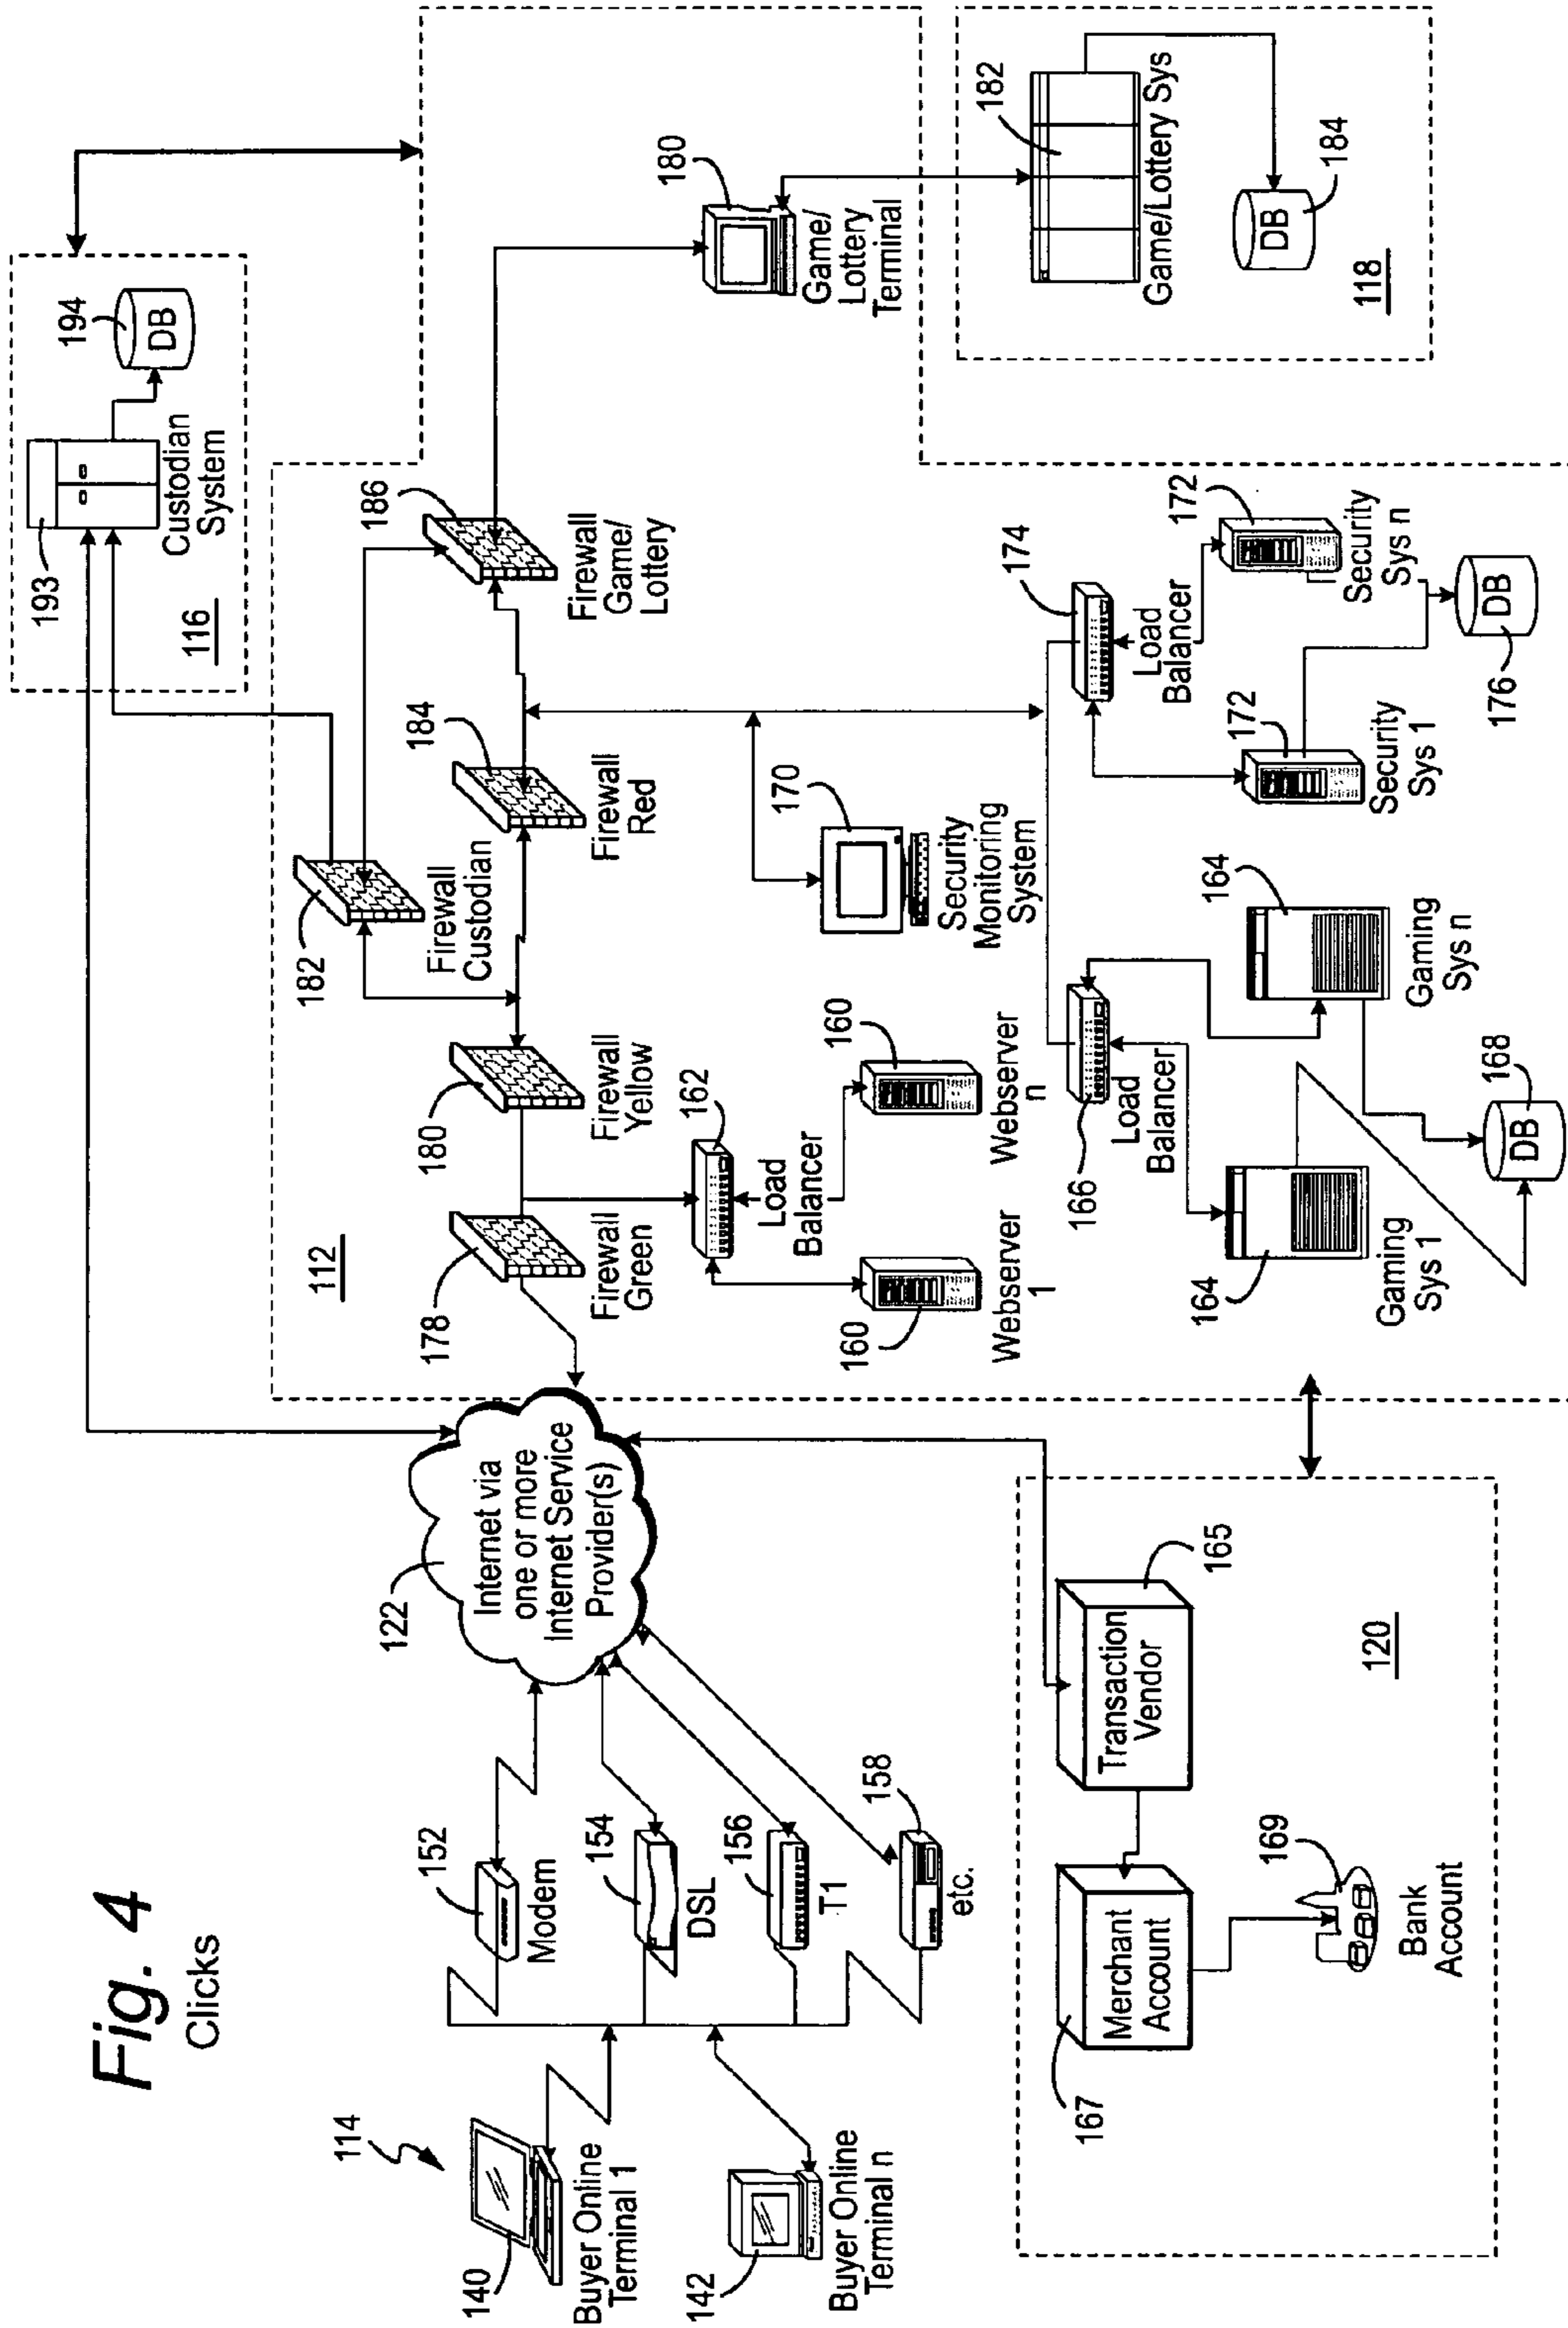 Fig. 4
Clicks
114
140
Buyer Online
Terminal 1
142
Buyer Online
Terminal n
152
Modem
154
DSL
156
T1
158
etc.
122
Internet via
one or more
Internet Service
Provider(s)
167
Merchant
Account
165
Transaction
Vendor
169
Bank
Account
120
112
178
Firewall
Green
180
Firewall
Yellow
182
Firewall
Custodian
184
Firewall
Red
186
Firewall
Game/
Lottery
162
Load
Balancer
160
Webserver
1
160
Webserver
n
170
Security
Monitoring
System
166
Load
Balancer
164
Gaming
Sys 1
164
Gaming
Sys n
168
DB
174
Load
Balancer
172
Security
Sys 1
172
Security
Sys n
176
DB
193
Custodian
System
194
DB
116
180
Game/
Lottery
Terminal
182
Game/Lottery Sys
DB
184
118